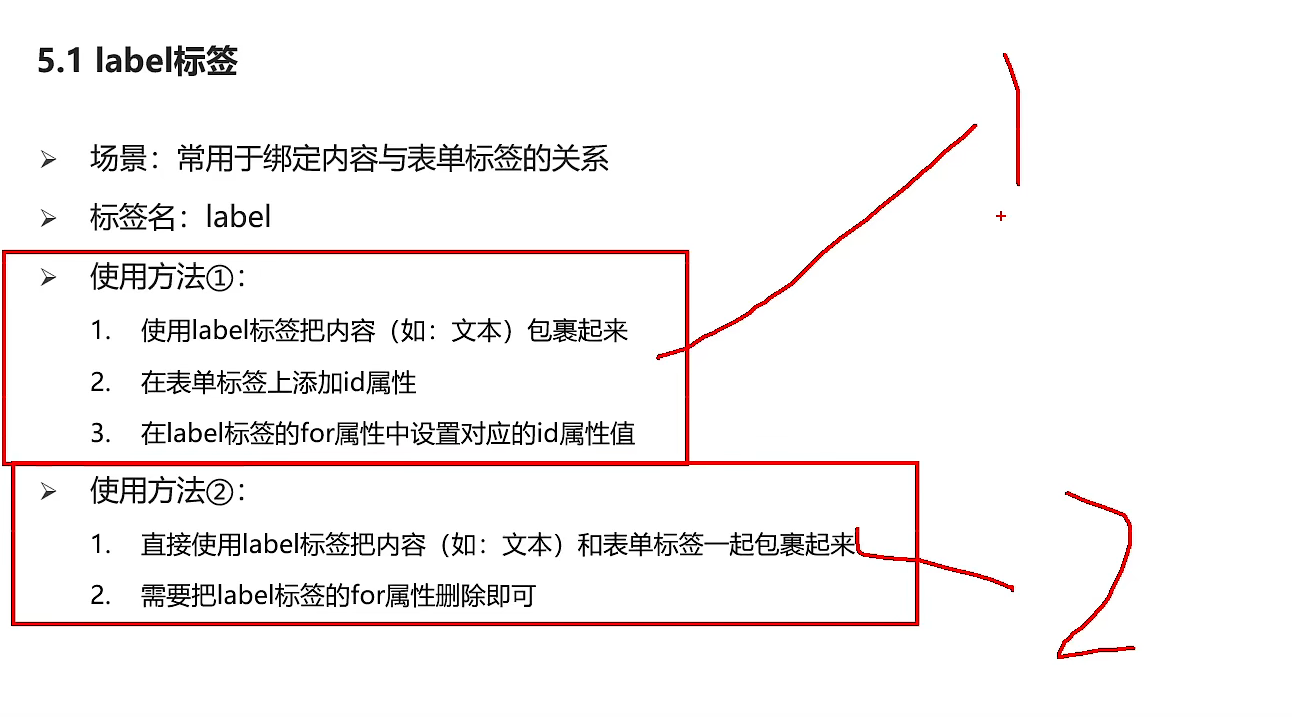 5.1 label标签
1
场景：常用于绑定内容与表单标签的关系
标签名：label
使用方法①：
1. 使用label标签把内容（如：文本）包裹起来
2. 在表单标签上添加id属性
3. 在label标签的for属性中设置对应的id属性值
使用方法②：
1. 直接使用label标签把内容（如：文本）和表单标签一起包裹起来
2. 需要把label标签的for属性删除即可
2